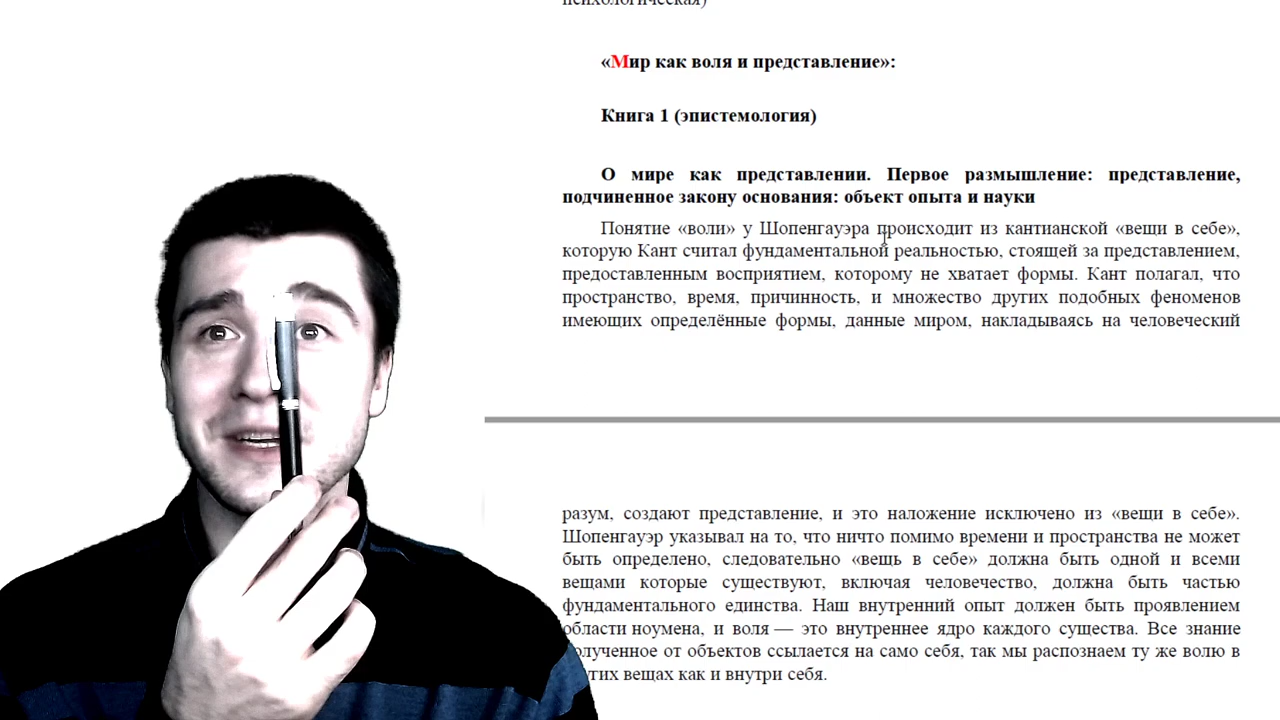 психологическая)
«Мир как воля и представление»:
Книга 1 (эпистемология)
О мире как представлении. Первое размышление: представление,
подчиненное закону основания: объект опыта и науки
Понятие «воли» у Шопенгауэра происходит из кантианской «вещи в себе»,
которую Кант считал фундаментальной реальностью, стоящей за представлением,
предоставленным восприятием, которому не хватает формы. Кант полагал, что
пространство, время, причинность, и множество других подобных феноменов
имеющих определённые формы, данные миром, накладываясь на человеческий
разум, создают представление, и это наложение исключено из «вещи в себе».
Шопенгауэр указывал на то, что ничто помимо времени и пространства не может
быть определено, следовательно «вещь в себе» должна быть одной и всеми
вещами которые существуют, включая человечество, должна быть частью
фундаментального единства. Наш внутренний опыт должен быть проявлением
области ноумена, и воля — это внутреннее ядро каждого существа. Все знание
полученное от объектов ссылается на само себя, так мы распознаем ту же волю в
других вещах как и внутри себя.